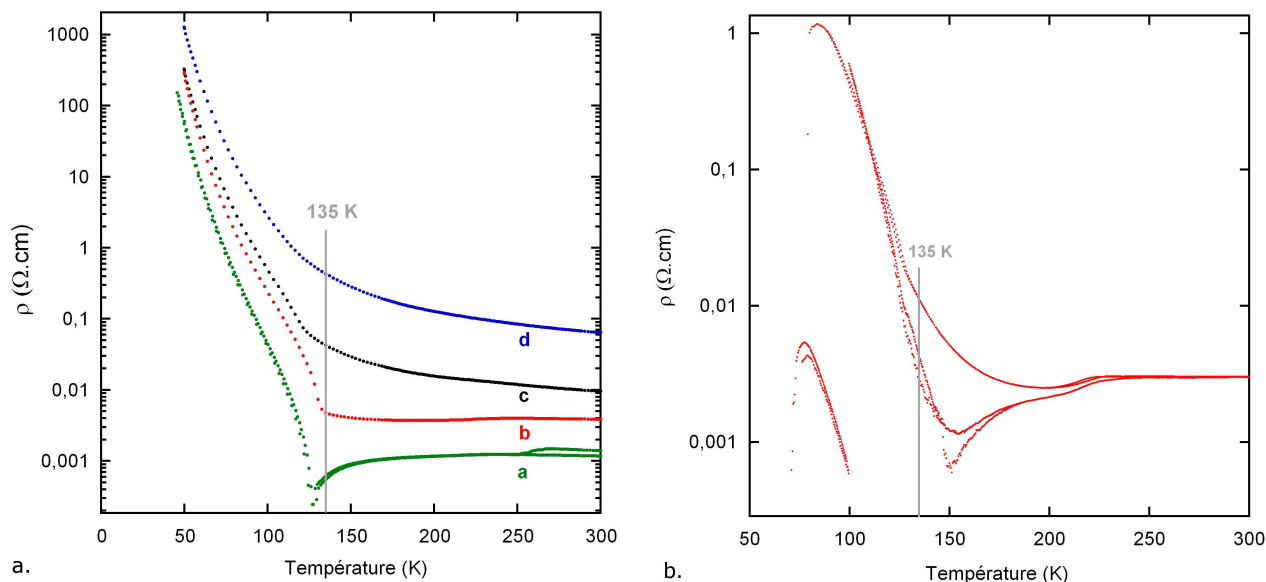 1000
100
10
1
0,1
0,01
0,001
ρ (Ω.cm)
135 K
d
c
b
a
0 50 100 150 200 250 300
Température (K)
a.
1
0,1
0,01
0,001
ρ (Ω.cm)
135 K
50 100 150 200 250 300
Température (K)
b.